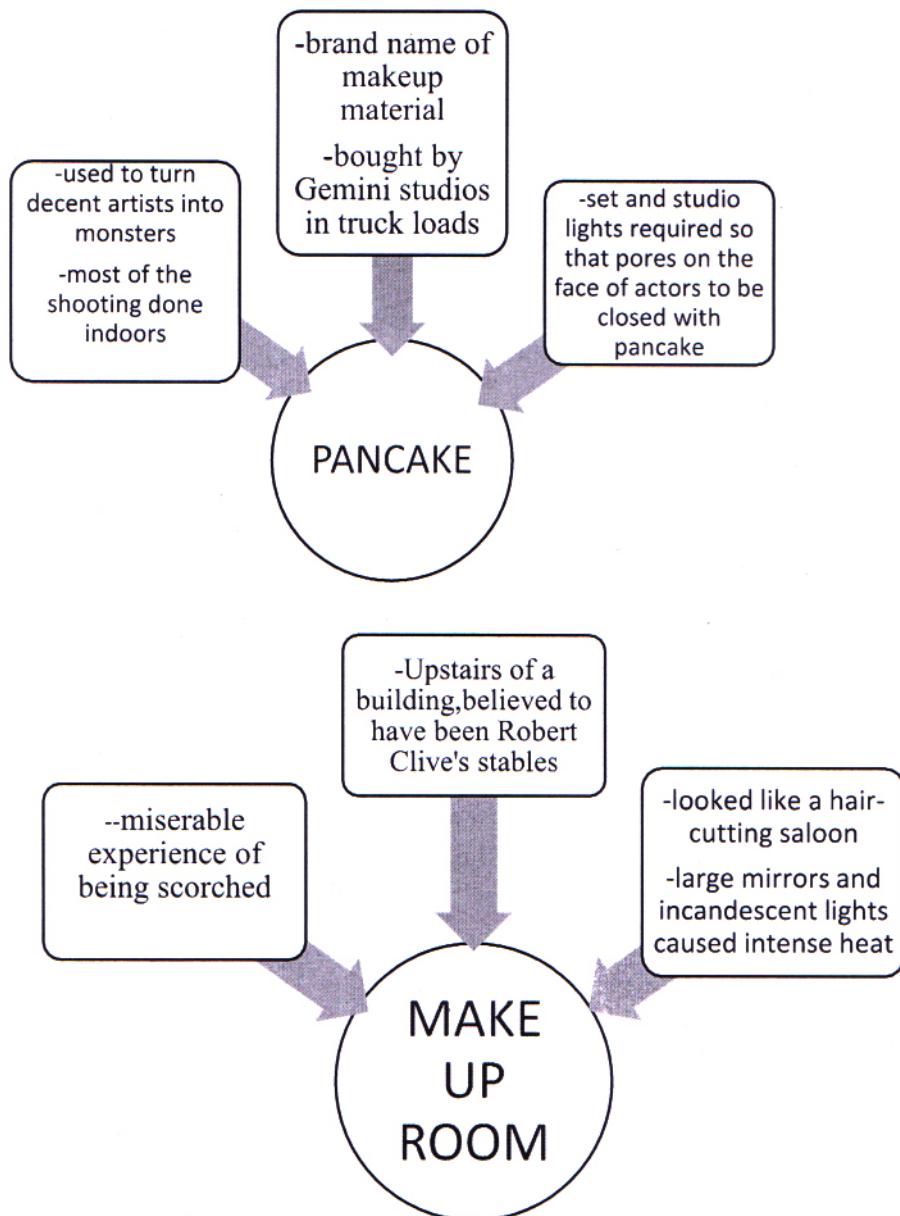 -brand name of
makeup
material
-bought by
Gemini studios
in truck loads
-used to turn
decent artists into
monsters
-most of the
shooting done
indoors
-set and studio
lights required so
that pores on the
face of actors to be
closed with
pancake
PANCAKE
-Upstairs of a
building,believed to
have been Robert
Clive's stables
--miserable
experience of
being scorched
-looked like a hair-
cutting saloon
-large mirrors and
incandescent lights
caused intense heat
MAKE
UP
ROOM